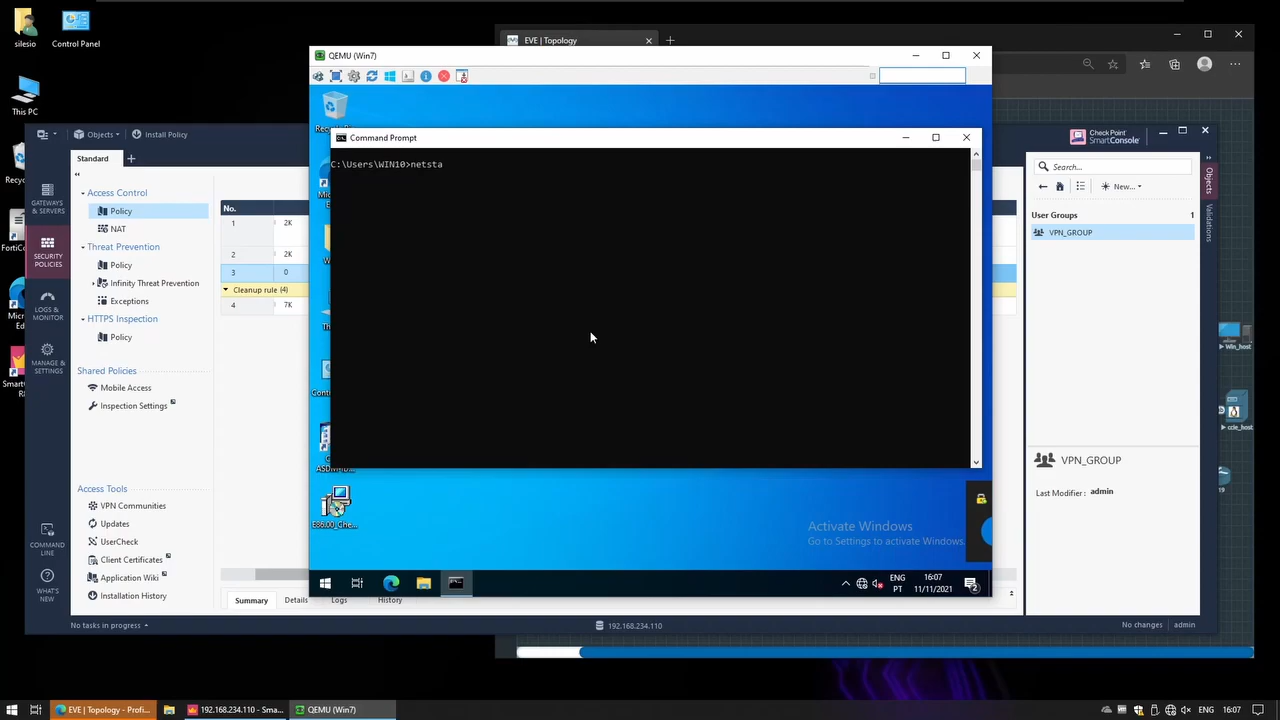 silesio
Control Panel
This PC
EVE | Topology
QEMU (Win7)
Command Prompt
C:\Users\WIN10>netsta
Objects
Install Policy
Check Point
SmartConsole
Standard
GATEWAYS
& SERVERS
SECURITY
POLICIES
LOGS &
MONITOR
MANAGE &
SETTINGS
COMMAND
LINE
WHAT'S
NEW
Access Control
Policy
NAT
Threat Prevention
Policy
Infinity Threat Prevention
Exceptions
HTTPS Inspection
Policy
Shared Policies
Mobile Access
Inspection Settings
Access Tools
VPN Communities
Updates
UserCheck
Client Certificates
Application Wiki
Installation History
No.
1 2K
2 2K
3 0
Cleanup rule (4)
4 7K
E86.00_Che...
Activate Windows
Go to Settings to activate Windows.
ENG
PT
16:07
11/11/2021
2
Summary
Details
Logs
History
Search...
New...
User Groups 1
VPN_GROUP
Objects
Validations
VPN_GROUP
Last Modifier: admin
Win_host
ccie_host
19
No tasks in progress
192.168.234.110
No changes
admin
EVE | Topology - Profi...
192.168.234.110 - Sma...
QEMU (Win7)
ENG
16:07